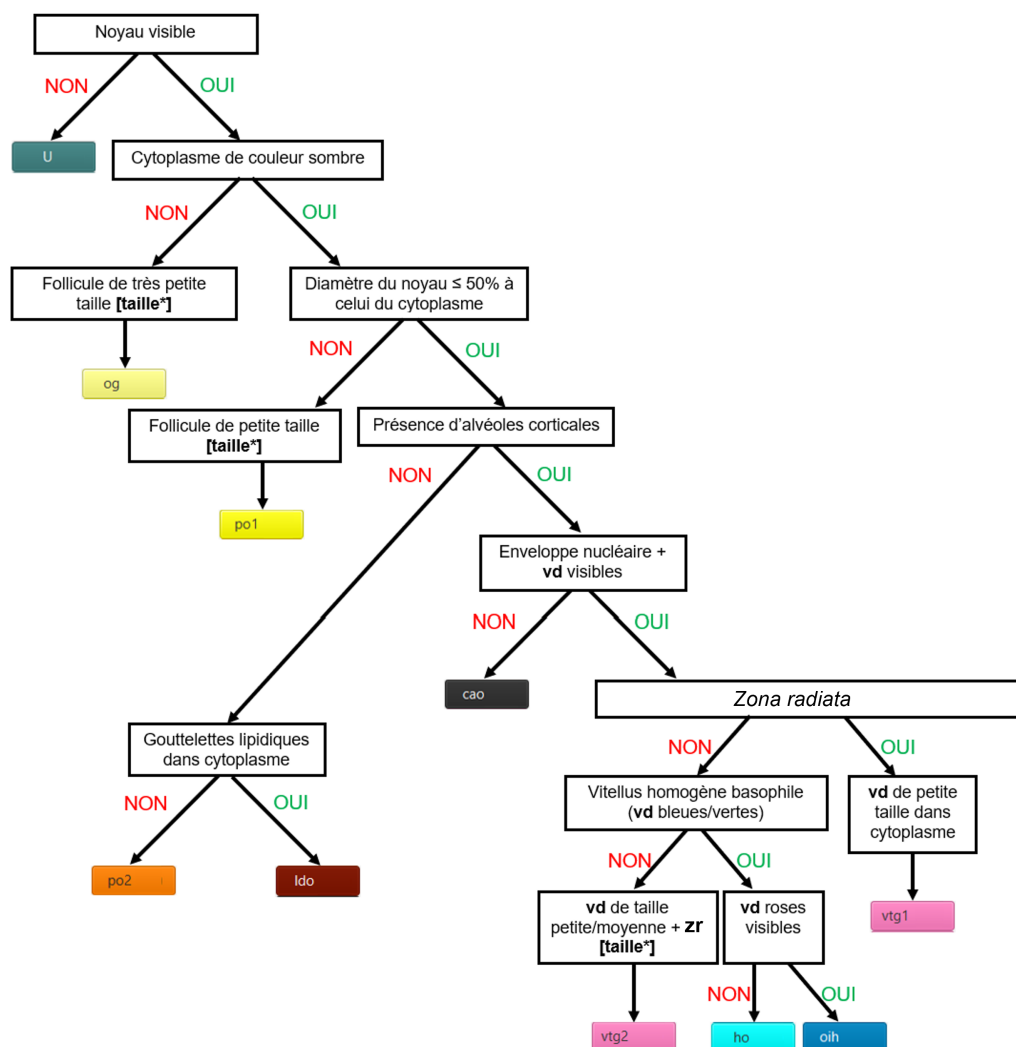 Noyau visible
NON
OUI
U
Cytoplasme de couleur sombre
NON
OUI
Follicule de très petite
taille [taille*]
Diamètre du noyau ≤ 50% à
celui du cytoplasme
NON
OUI
og
Follicule de petite taille
[taille*]
Présence d'alvéoles corticales
NON
OUI
po1
Enveloppe nucléaire +
vd visibles
NON
OUI
cao
Zona radiata
NON
OUI
Gouttelettes lipidiques
dans cytoplasme
NON
OUI
Vitellus homogène basophile
(vd bleues/vertes)
vd de petite
taille dans
cytoplasme
NON
OUI
po2
ldo
vd de taille
petite/moyenne + zr
[taille*]
vd roses
visibles
vtg1
NON
OUI
vtg2
ho
oih